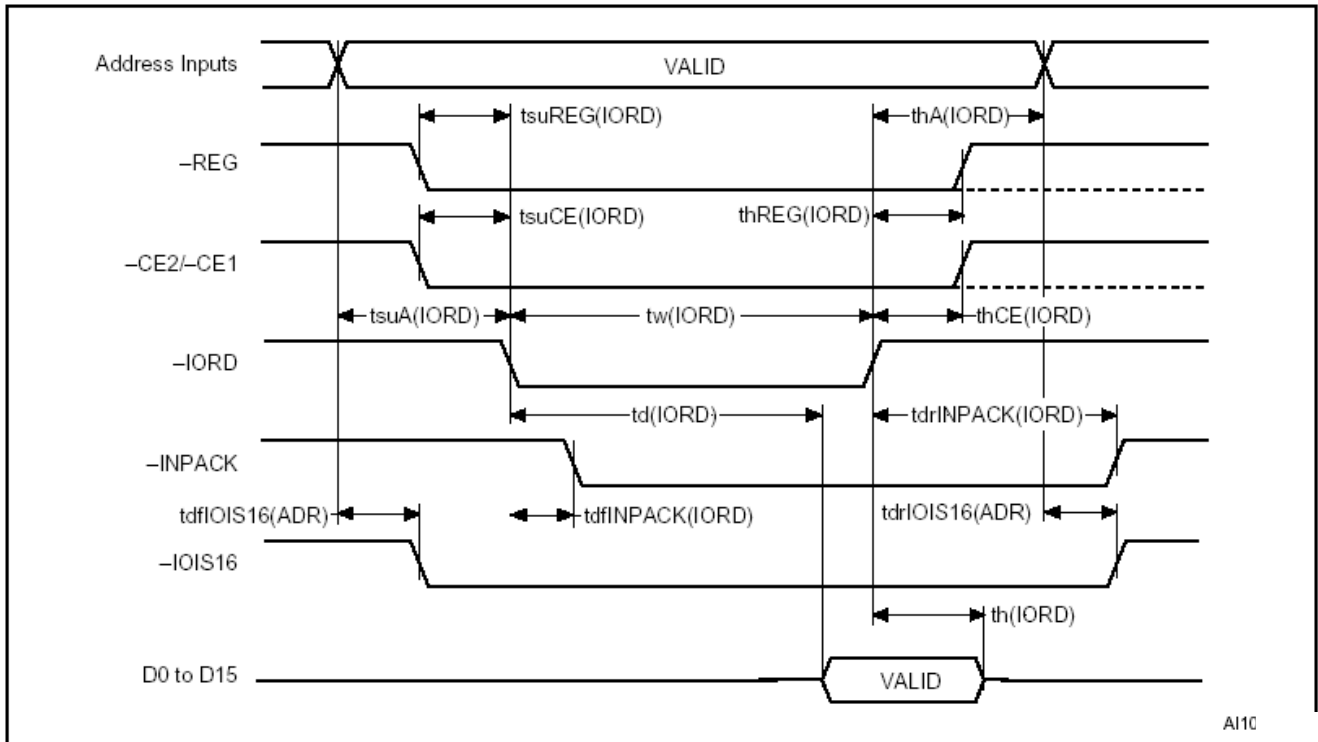 Address Inputs
VALID
tsuREG(IORD)
thA(IORD)
–REG
tsuCE(IORD)
thREG(IORD)
–CE2/–CE1
tsuA(IORD)
tw(IORD)
thCE(IORD)
–IORD
td(IORD)
tdrINPACK(IORD)
–INPACK
tdfIOIS16(ADR)
tdfINPACK(IORD)
tdrIOIS16(ADR)
–IOIS16
th(IORD)
D0 to D15
VALID
AI10